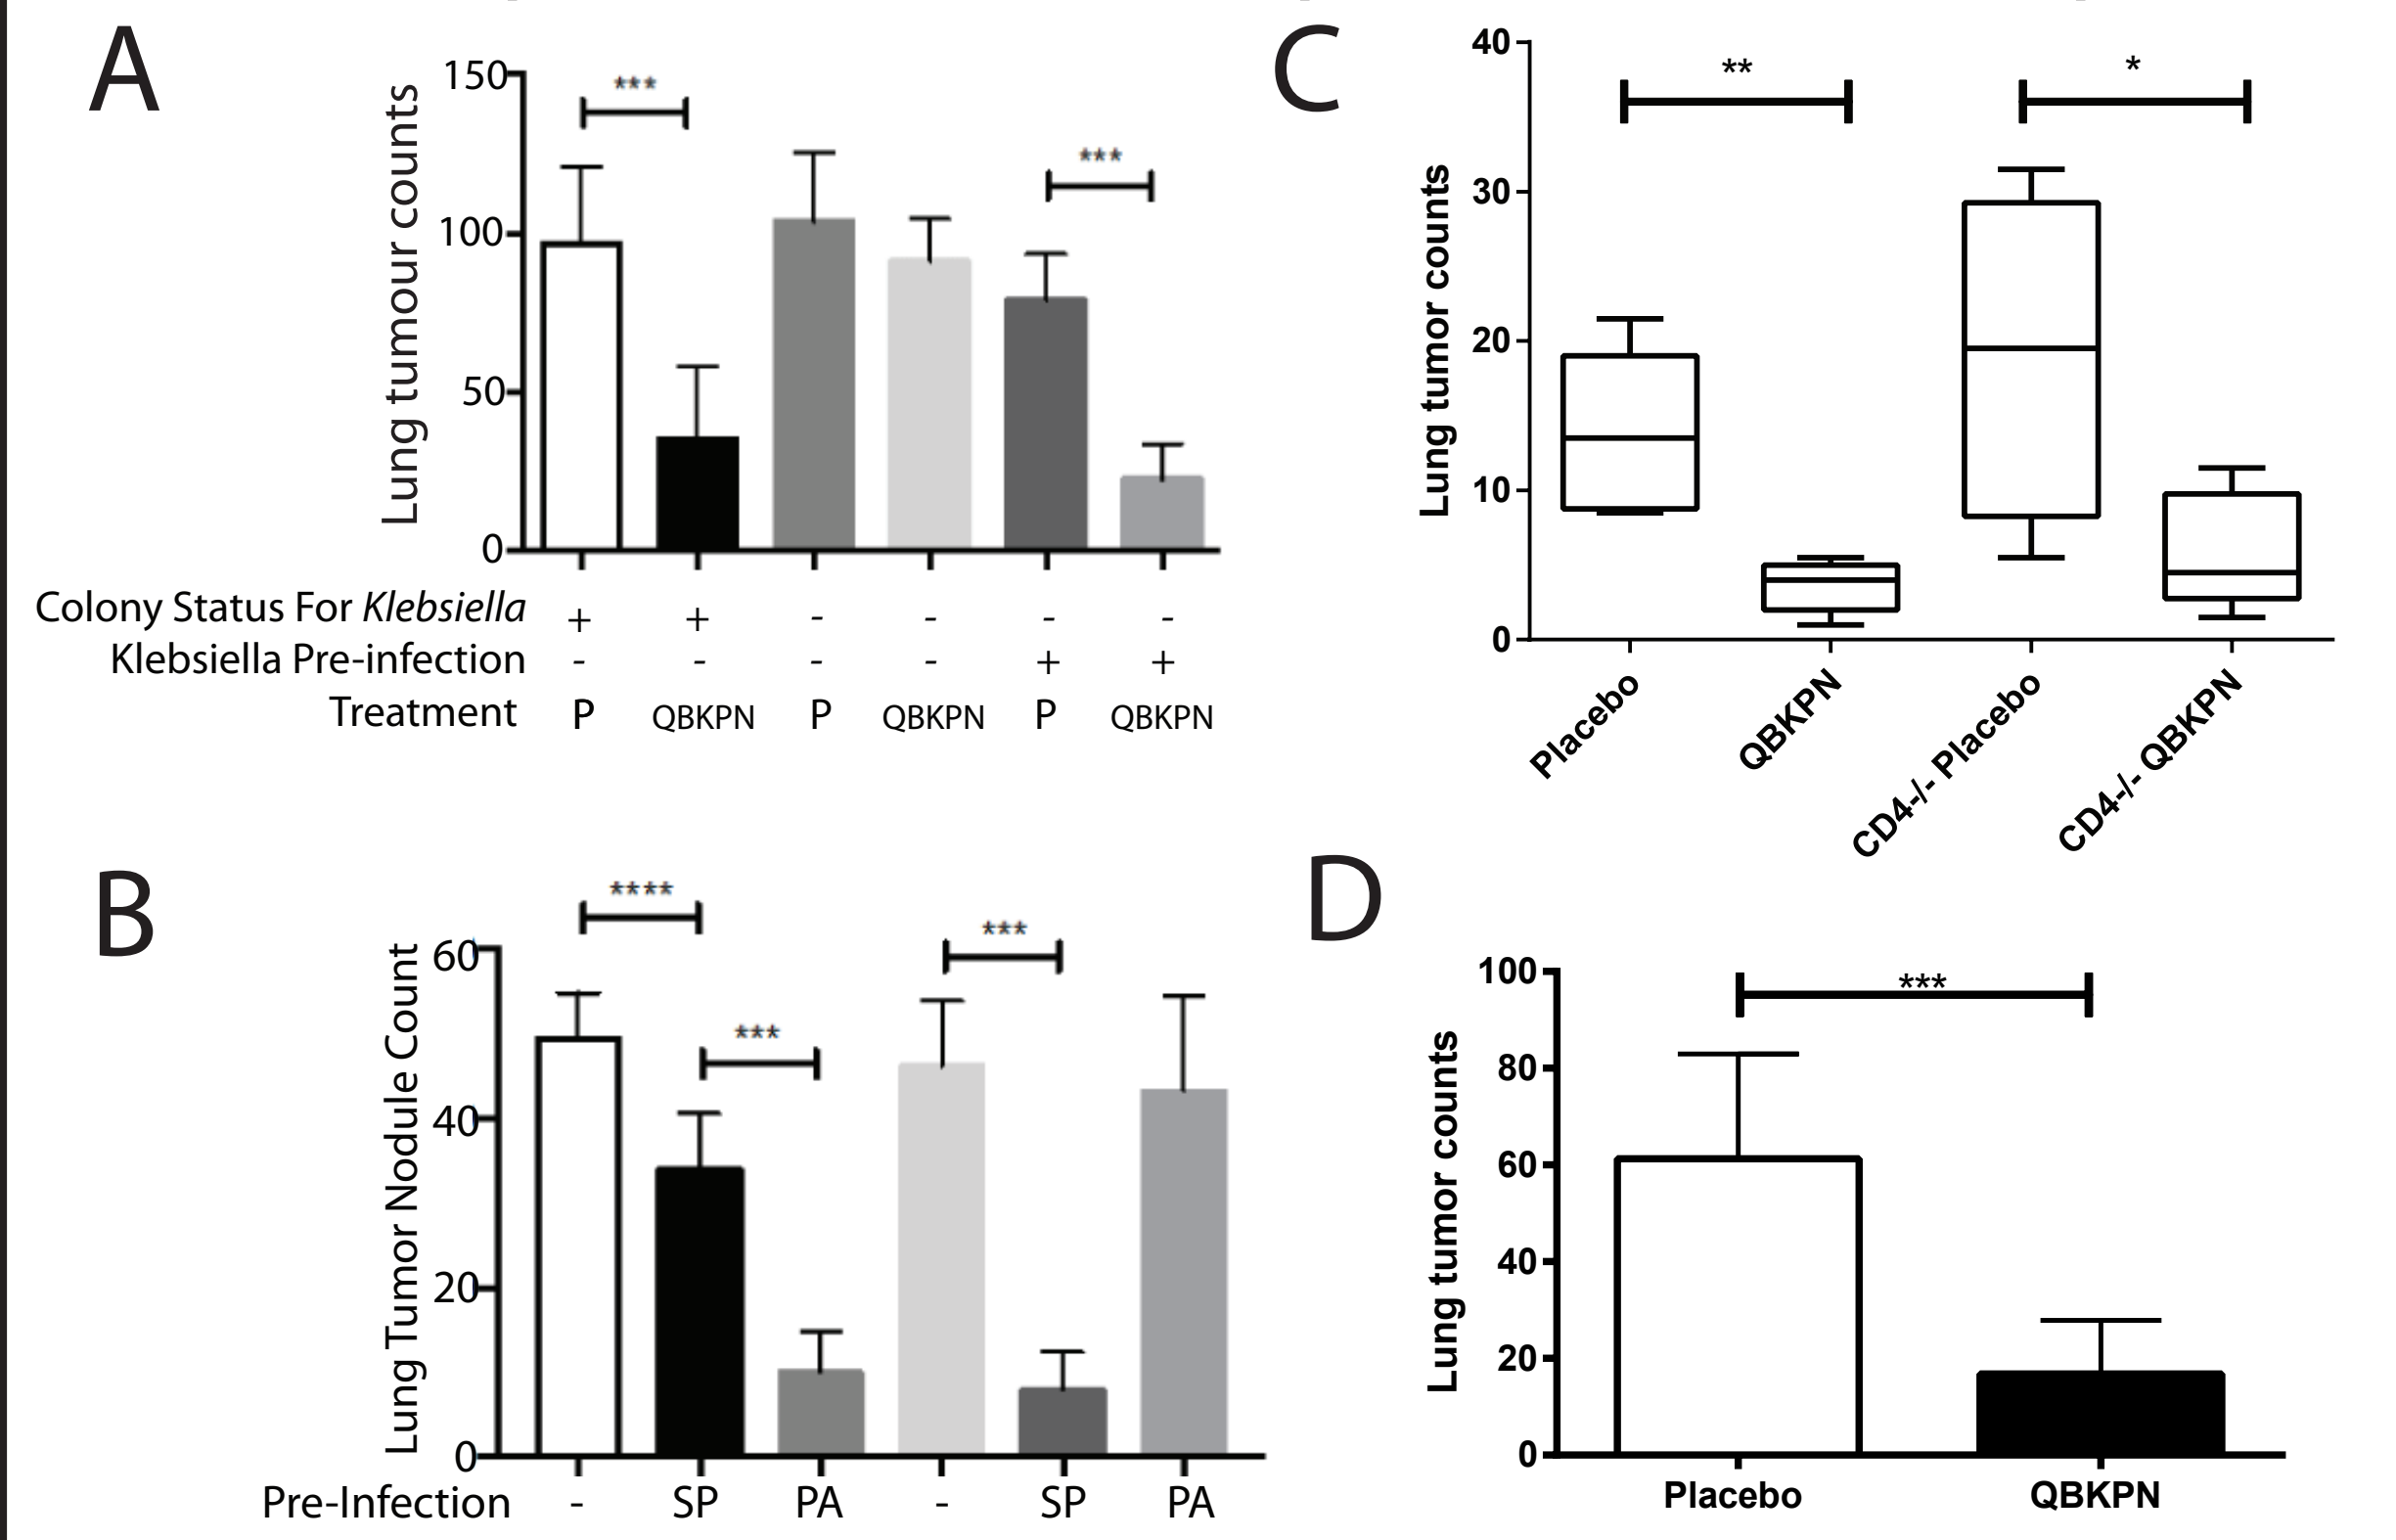 A
Lung tumour counts
150
100
50
0
***
***
Colony Status For Klebsiella + + - - - -
Klebsiella Pre-infection - - - - + +
Treatment P QBKPN P QBKPN P QBKPN
B
Lung Tumor Nodule Count
60
40
20
0
****
***
***
Pre-Infection - SP PA - SP PA
C
Lung tumor counts
40
30
20
10
0
**
*
Placebo
QBKPN
CD4-/- Placebo
CD4-/- QBKPN
D
Lung tumor counts
100
80
60
40
20
0
***
Placebo QBKPN